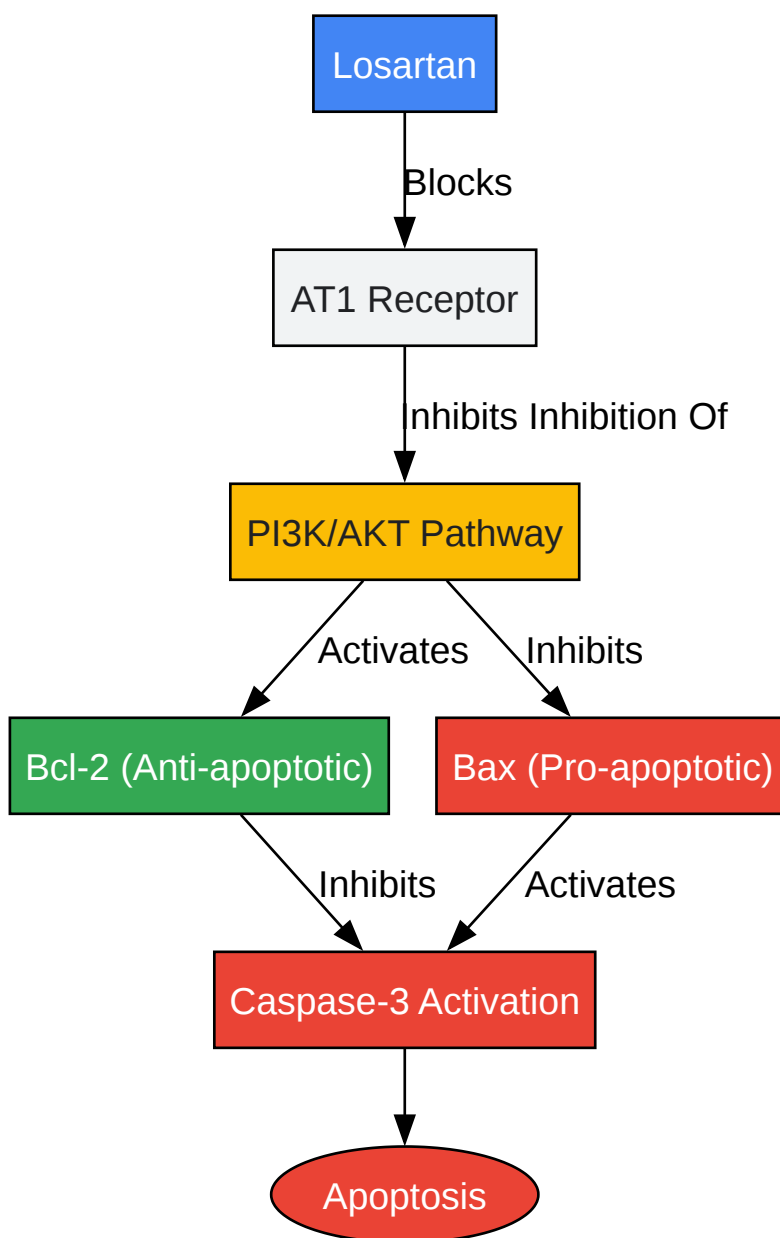 Losartan
Blocks
AT1 Receptor
Inhibits Inhibition Of
PI3K/AKT Pathway
Activates
Inhibits
Bcl-2 (Anti-apoptotic)
Bax (Pro-apoptotic)
Inhibits
Activates
Caspase-3 Activation
Apoptosis